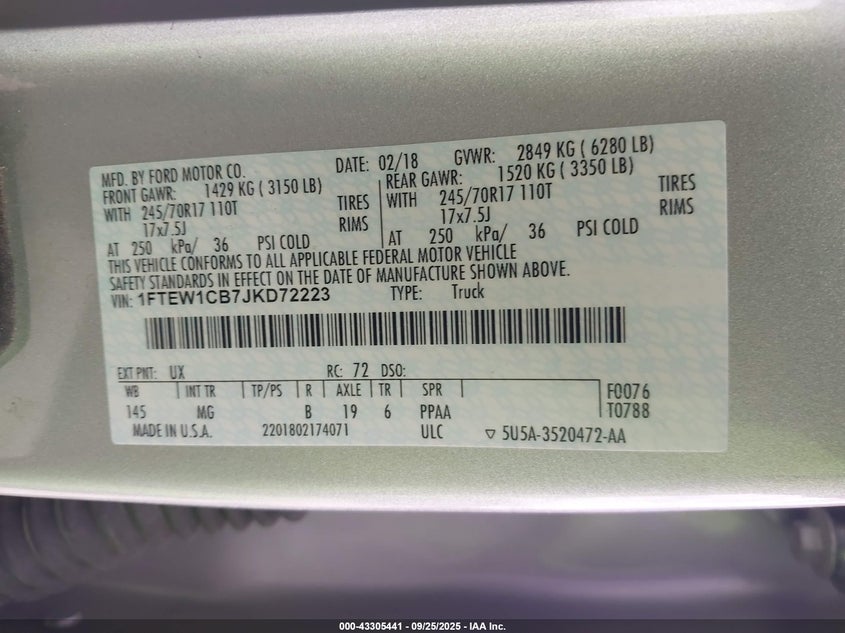 MFD. BY FORD MOTOR CO. DATE: 02/18 GVWR: 2849 KG ( 6280 LB)
FRONT GAWR: 1429 KG ( 3150 LB) REAR GAWR: 1520 KG ( 3350 LB)
WITH 245/70R17 110T TIRES WITH 245/70R17 110T TIRES
17x7.5J RIMS 17x7.5J RIMS
AT 250 kPa/ 36 PSI COLD AT 250 kPa/ 36 PSI COLD
THIS VEHICLE CONFORMS TO ALL APPLICABLE FEDERAL MOTOR VEHICLE
SAFETY STANDARDS IN EFFECT ON THE DATE OF MANUFACTURE SHOWN ABOVE.
VIN: 1FTEW1CB7JKD72223 TYPE: Truck
EXT PNT: UX RC: 72 DSO:
WB INT TR TP/PS R AXLE TR SPR F0076
145 MG B 19 6 PPAA T0788
MADE IN U.S.A. 2201802174071 ULC ▽ 5U5A-3520472-AA
000-43305441 - 09/25/2025 - IAA Inc.